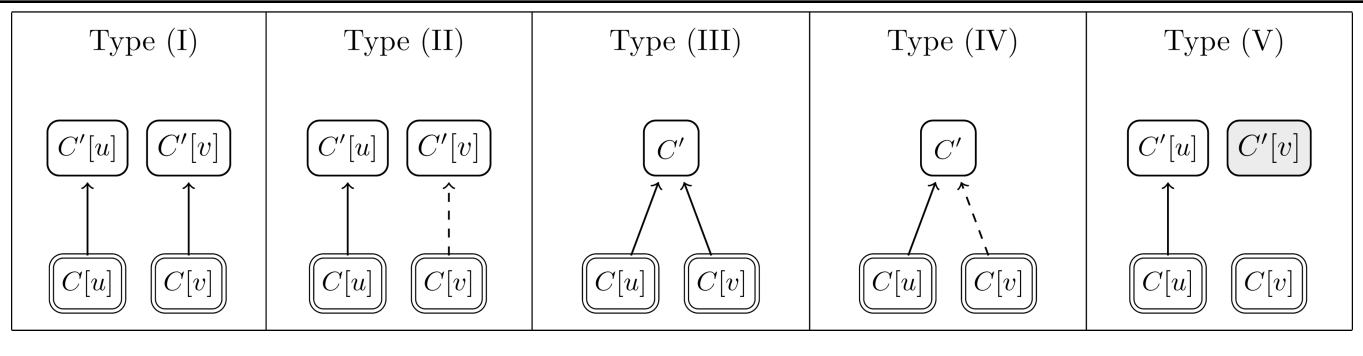 Type (I) Type (II) Type (III) Type (IV) Type (V)
C′[u] C′[v] C′[u] C′[v] C′ C′ C′[u] C′[v]
C[u] C[v] C[u] C[v] C[u] C[v] C[u] C[v] C[u] C[v]